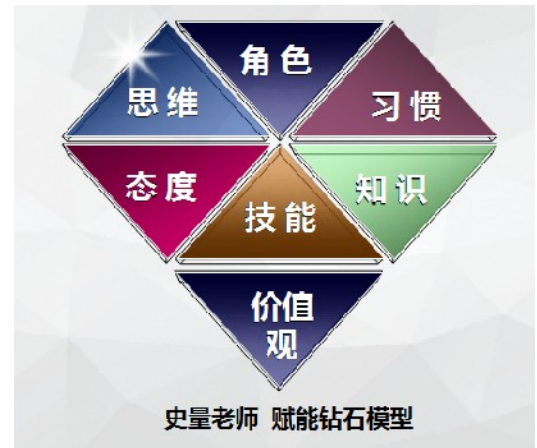 角色
思维
习惯
态度
技能
知识
价值
观
史量老师 赋能钻石模型